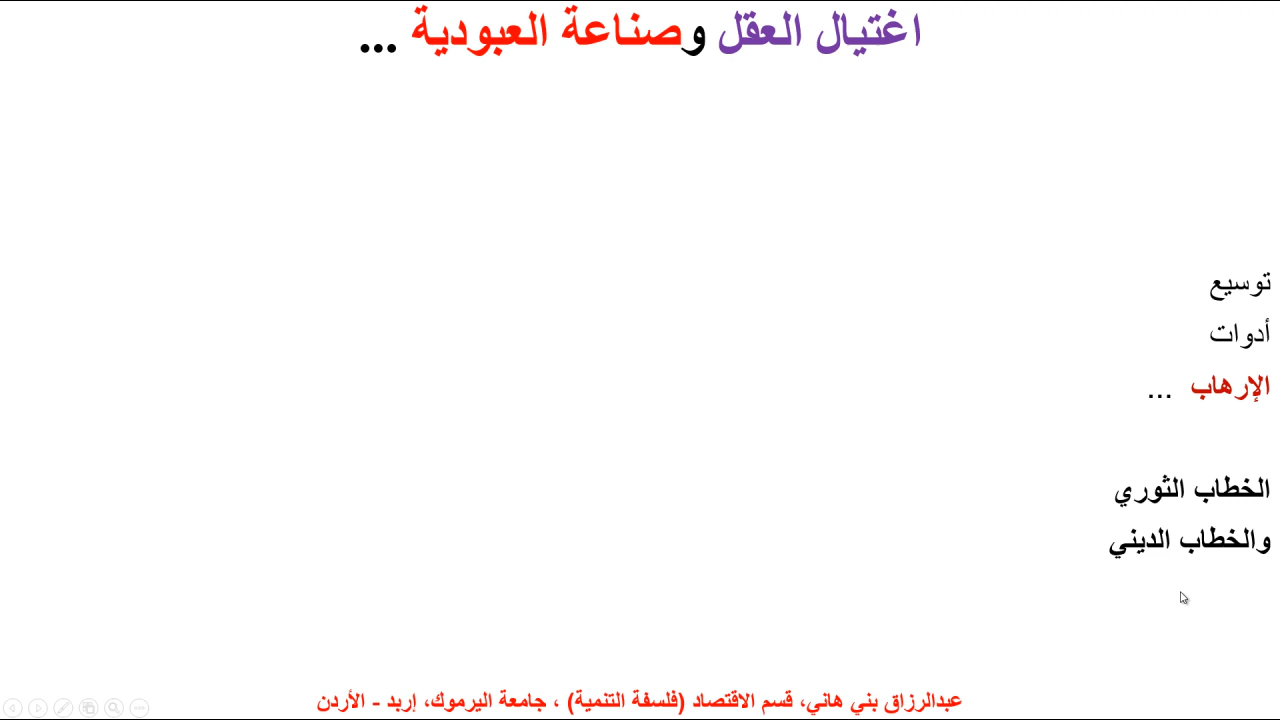 اغتيال العقل وصناعة العبودية ...
توسيع
أدوات
الإرهاب ...
الخطاب الثوري
والخطاب الديني
عبدالرزاق بني هاني، قسم الاقتصاد (فلسفة التنمية) ، جامعة اليرموك، إربد - الأردن